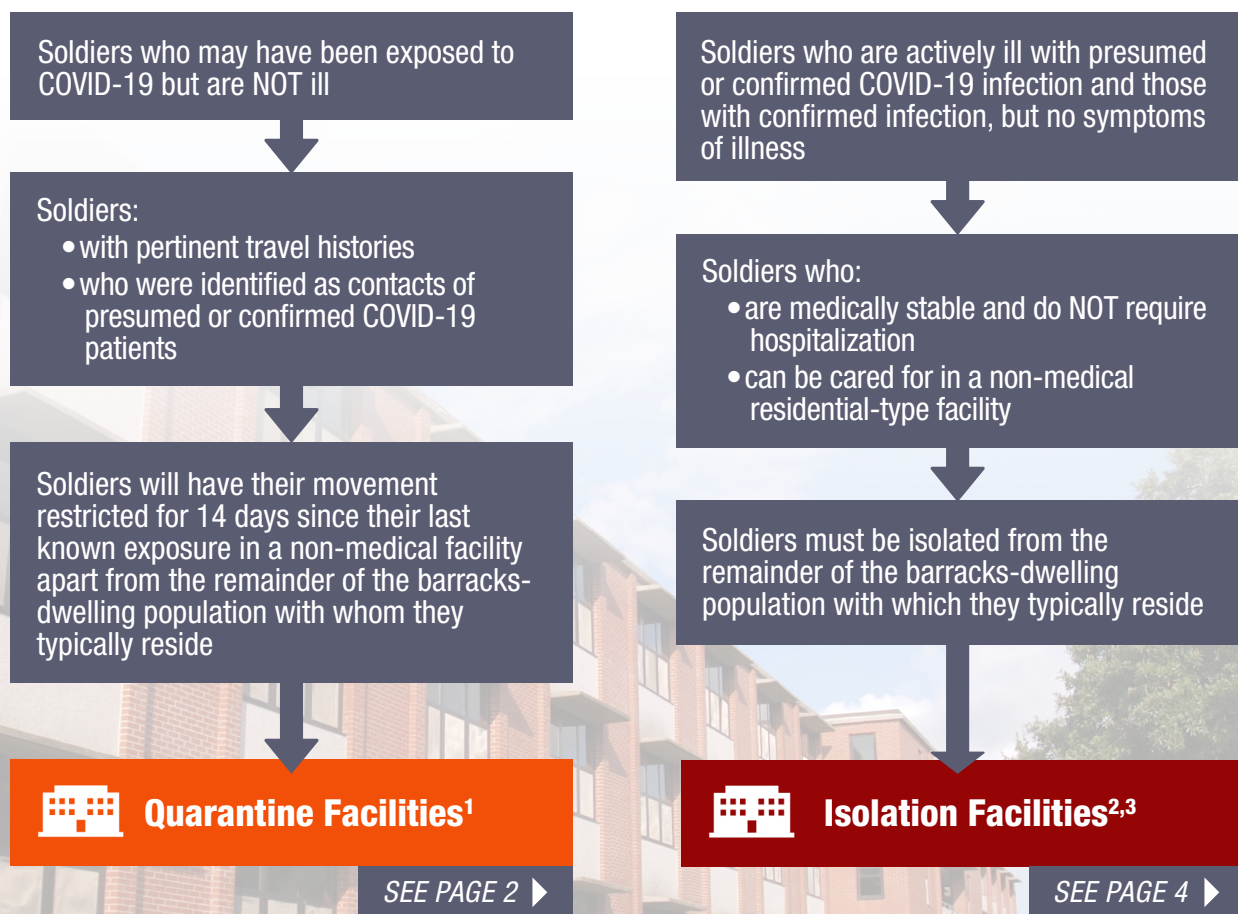 Soldiers who may have been exposed to
COVID-19 but are NOT ill
Soldiers:
• with pertinent travel histories
• who were identified as contacts of
presumed or confirmed COVID-19
patients
Soldiers will have their movement
restricted for 14 days since their last
known exposure in a non-medical facility
apart from the remainder of the barracks-
dwelling population with whom they
typically reside
Quarantine Facilities¹
SEE PAGE 2
Soldiers who are actively ill with presumed
or confirmed COVID-19 infection and those
with confirmed infection, but no symptoms
of illness
Soldiers who:
• are medically stable and do NOT require
hospitalization
• can be cared for in a non-medical
residential-type facility
Soldiers must be isolated from the
remainder of the barracks-dwelling
population with which they typically reside
Isolation Facilities²,³
SEE PAGE 4